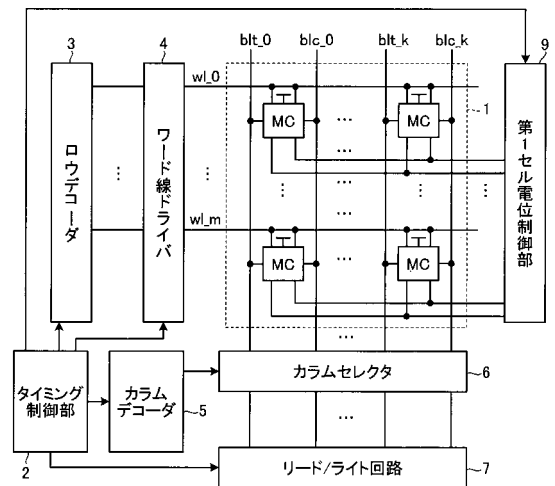 3
4
blt_0
blc_0
blt_k
blc_k
9
wl_0
1
MC
...
MC
ロウデコーダ
ワード線ドライバ
第1セル電位制御部
...
...
...
...
...
...
...
wl_m
...
MC
...
MC
...
カラムセレクタ
6
タイミング
制御部
カラム
デコーダ
5
...
2
リード/ライト回路
7